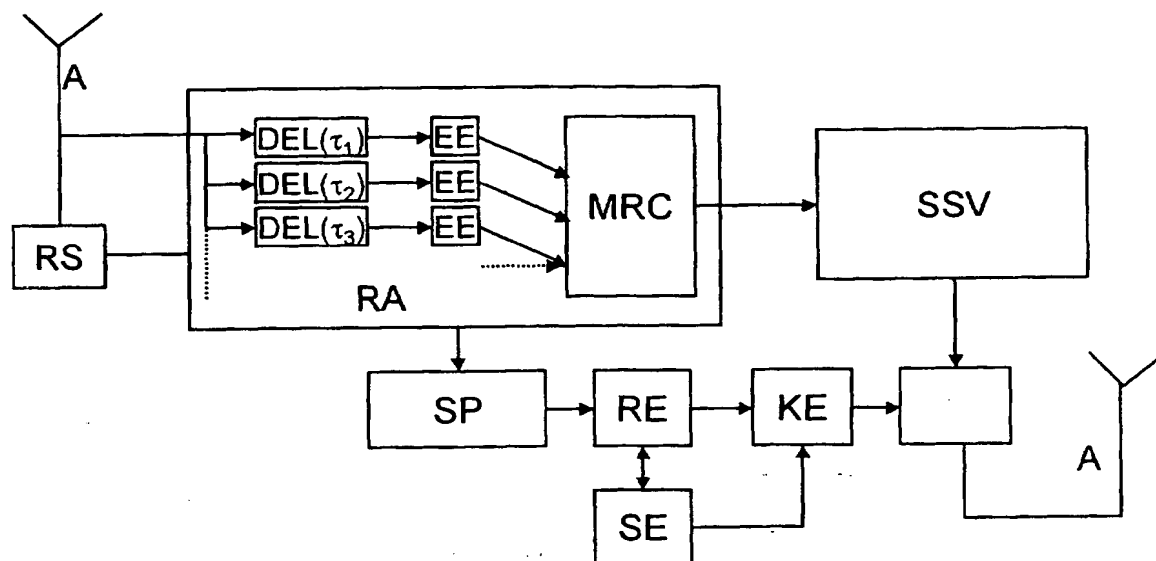 A
DEL(τ1) EE
DEL(τ2) EE
DEL(τ3) EE
MRC
SSV
RS
RA
SP
RE
KE
A
SE